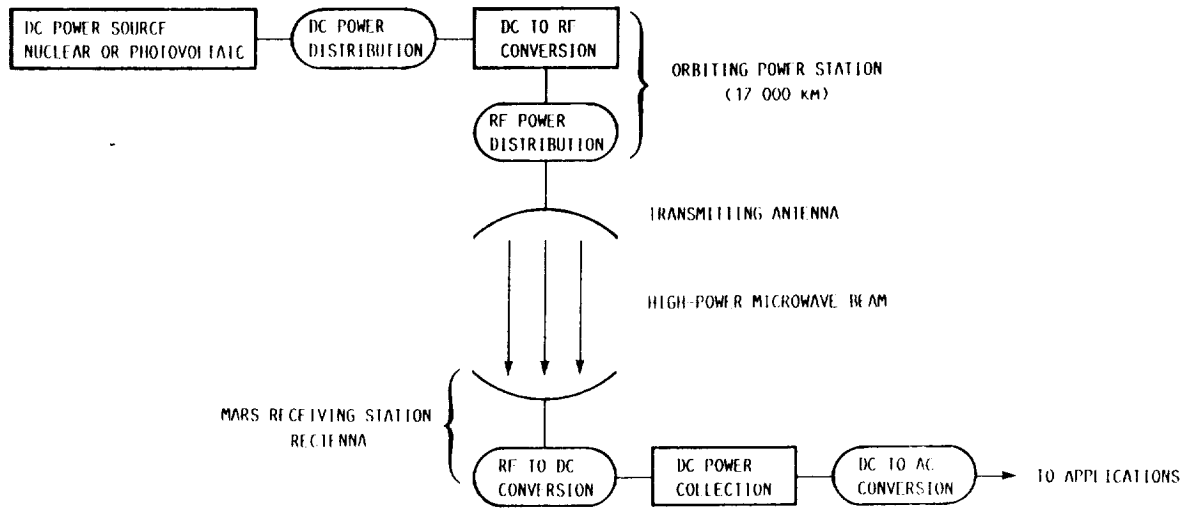 DC POWER SOURCE
NUCLEAR OR PHOTOVOLTAIC
DC POWER
DISTRIBUTION
DC TO RF
CONVERSION
ORBITING POWER STATION
(17 000 KM)
RF POWER
DISTRIBUTION
TRANSMITTING ANTENNA
HIGH-POWER MICROWAVE BEAM
MARS RECEIVING STATION
RECTENNA
RF TO DC
CONVERSION
DC POWER
COLLECTION
DC TO AC
CONVERSION
TO APPLICATIONS